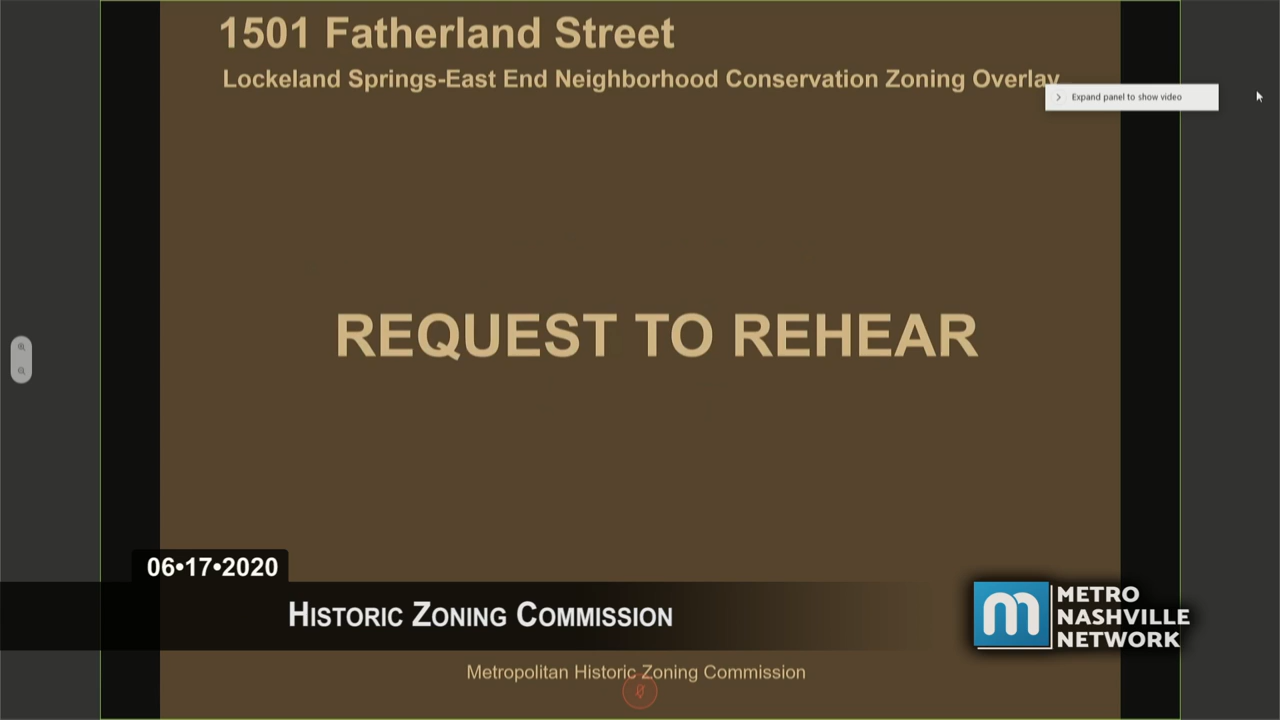 1501 Fatherland Street
Lockeland Springs-East End Neighborhood Conservation Zoning Overlay
Expand panel to show video
REQUEST TO REHEAR
06•17•2020
HISTORIC ZONING COMMISSION
m METRO
NASHVILLE
NETWORK
Metropolitan Historic Zoning Commission